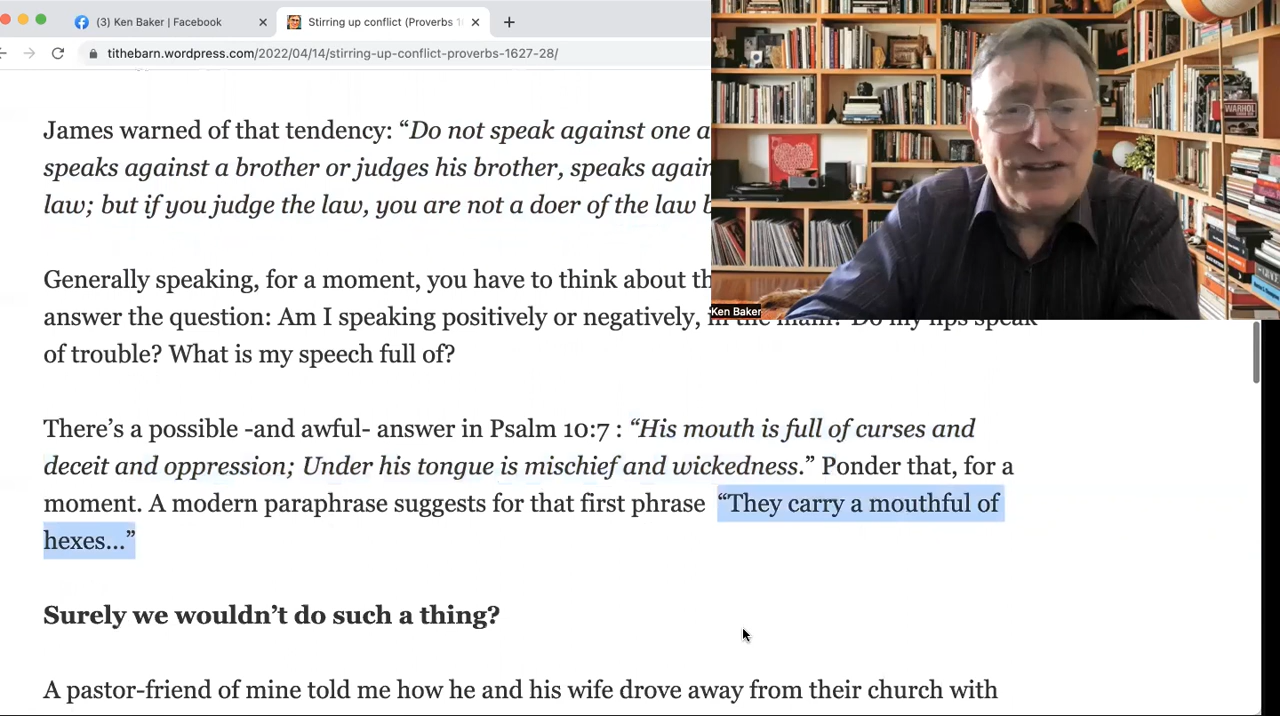 (3) Ken Baker | Facebook
Stirring up conflict (Proverbs 1
tithebarn.wordpress.com/2022/04/14/stirring-up-conflict-proverbs-1627-28/
WARHOL
Ken Baker
James warned of that tendency: “Do not speak against one a
speaks against a brother or judges his brother, speaks again
law; but if you judge the law, you are not a doer of the law b
Generally speaking, for a moment, you have to think about th
answer the question: Am I speaking positively or negatively, in the main? Do my lips speak
of trouble? What is my speech full of?
There’s a possible -and awful- answer in Psalm 10:7 : “His mouth is full of curses and
deceit and oppression; Under his tongue is mischief and wickedness.” Ponder that, for a
moment. A modern paraphrase suggests for that first phrase “They carry a mouthful of
hexes…”
Surely we wouldn’t do such a thing?
A pastor-friend of mine told me how he and his wife drove away from their church with